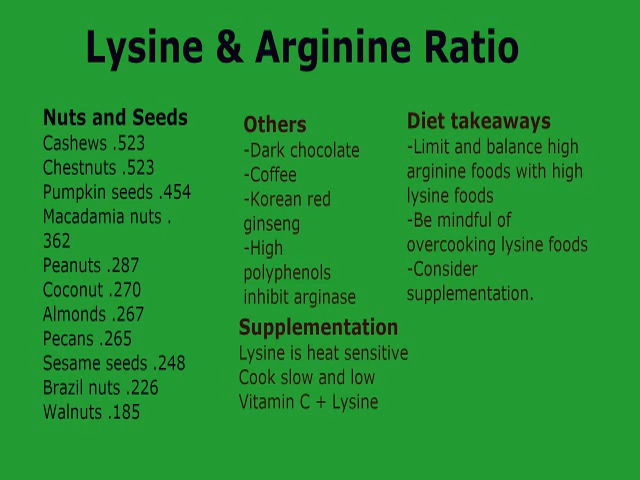 Lysine & Arginine Ratio
Nuts and Seeds
Cashews .523
Chestnuts .523
Pumpkin seeds .454
Macadamia nuts .
362
Peanuts .287
Coconut .270
Almonds .267
Pecans .265
Sesame seeds .248
Brazil nuts .226
Walnuts .185
Others
-Dark chocolate
-Coffee
-Korean red
ginseng
-High
polyphenols
inhibit arginase
Supplementation
Lysine is heat sensitive
Cook slow and low
Vitamin C + Lysine
Diet takeaways
-Limit and balance high
arginine foods with high
lysine foods
-Be mindful of
overcooking lysine foods
-Consider
supplementation.